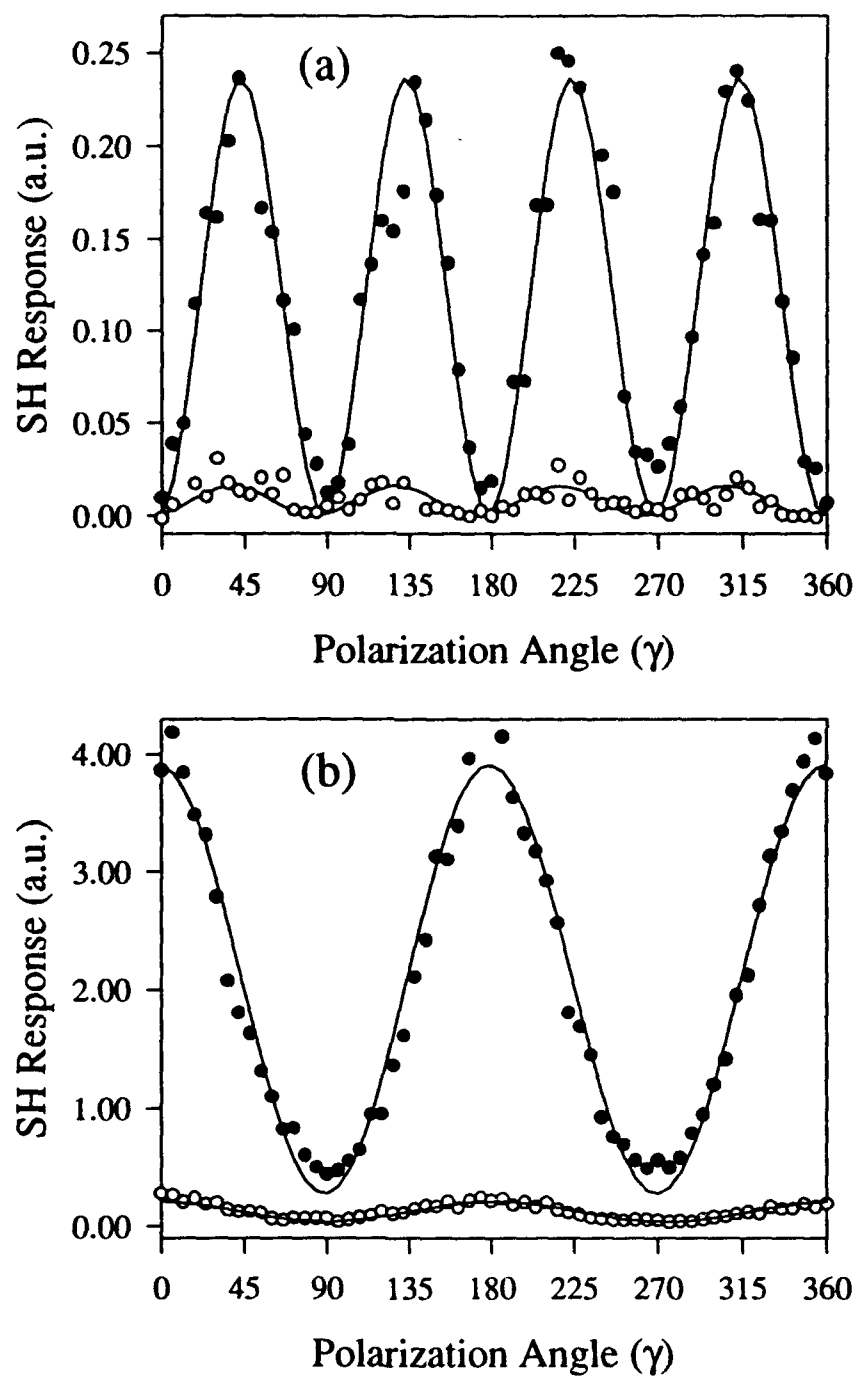 (a)
0.25
0.20
0.15
0.10
0.05
0.00
SH Response (a.u.)
0 45 90 135 180 225 270 315 360
Polarization Angle (γ)
(b)
4.00
3.00
2.00
1.00
0.00
SH Response (a.u.)
0 45 90 135 180 225 270 315 360
Polarization Angle (γ)